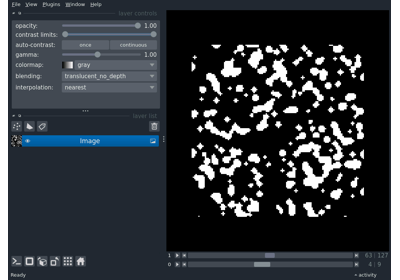 File View Plugins Window Help
layer controls
opacity: 1.00
contrast limits:
auto-contrast: once continuous
gamma: 1.00
colormap: gray
blending: translucent_no_depth
interpolation: nearest
layer list
Image
1 63 127
0 4 9
Ready activity